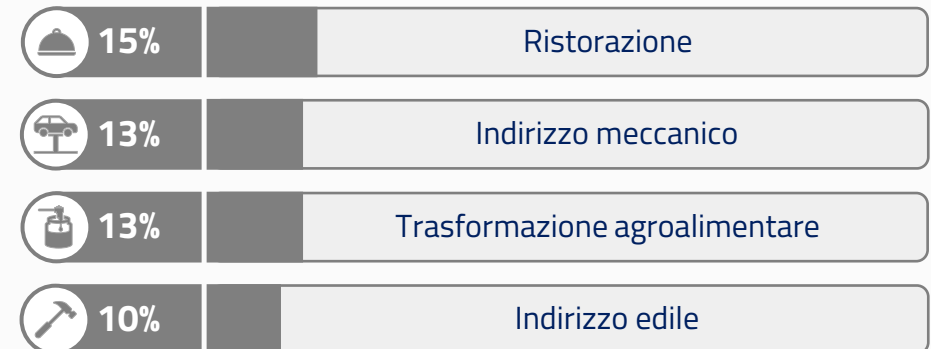 15% Ristorazione
13% Indirizzo meccanico
13% Trasformazione agroalimentare
10% Indirizzo edile